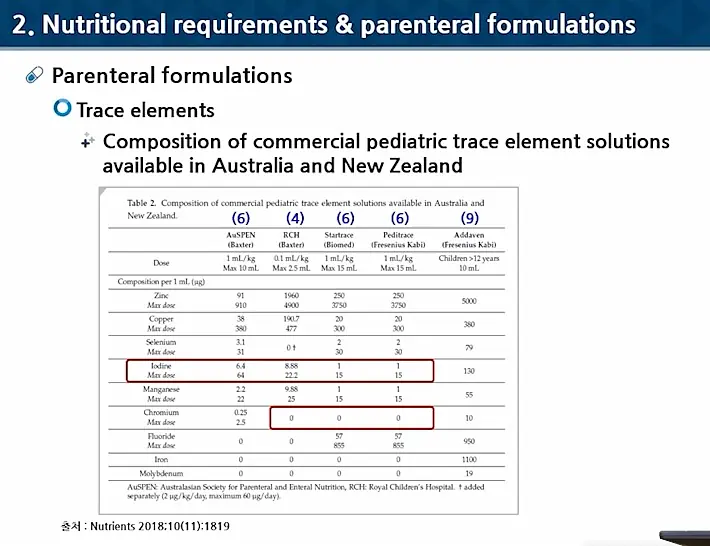 2. Nutritional requirements & parenteral formulations
Parenteral formulations
Trace elements
Composition of commercial pediatric trace element solutions
available in Australia and New Zealand
Table 2. Composition of commercial pediatric trace element solutions available in Australia and
New Zealand. (6) (4) (6) (6) (9)
AuSPEN RCH Startrace Peditrace Addaven
(Baxter) (Baxter) (Biomed) (Fresenius Kabi) (Fresenius Kabi)
Dose
1 mL/kg 0.1 mL/kg 1 mL/kg 1 mL/kg Children >12 years
Max 10 mL Max 2.5 mL Max 15 mL Max 15 mL 10 mL
Composition per 1 mL (µg)
Zinc 91 1960 250 250
Max dose 910 4900 3750 3750
5000
Copper 38 190.7 20 20
Max dose 380 477 300 300
380
Selenium 3.1 2 2
Max dose 31 30 30
0 † 79
Iodine 6.4 8.88 1 1
Max dose 64 22.2 15 15
130
Manganese 2.2 9.88 1 1
Max dose 22 25 15 15
55
Chromium 0.25
Max dose 2.5
0 0 0 10
Fluoride 57 57
Max dose 855 855
0 0 950
Iron 0 0 0 0 1100
Molybdenum 0 0 0 0 19
AuSPEN: Australasian Society for Parenteral and Enteral Nutrition, RCH: Royal Children's Hospital. † added
separately (2 µg/kg/day, maximum 60 µg/day).
출처 : Nutrients 2018;10(11):1819